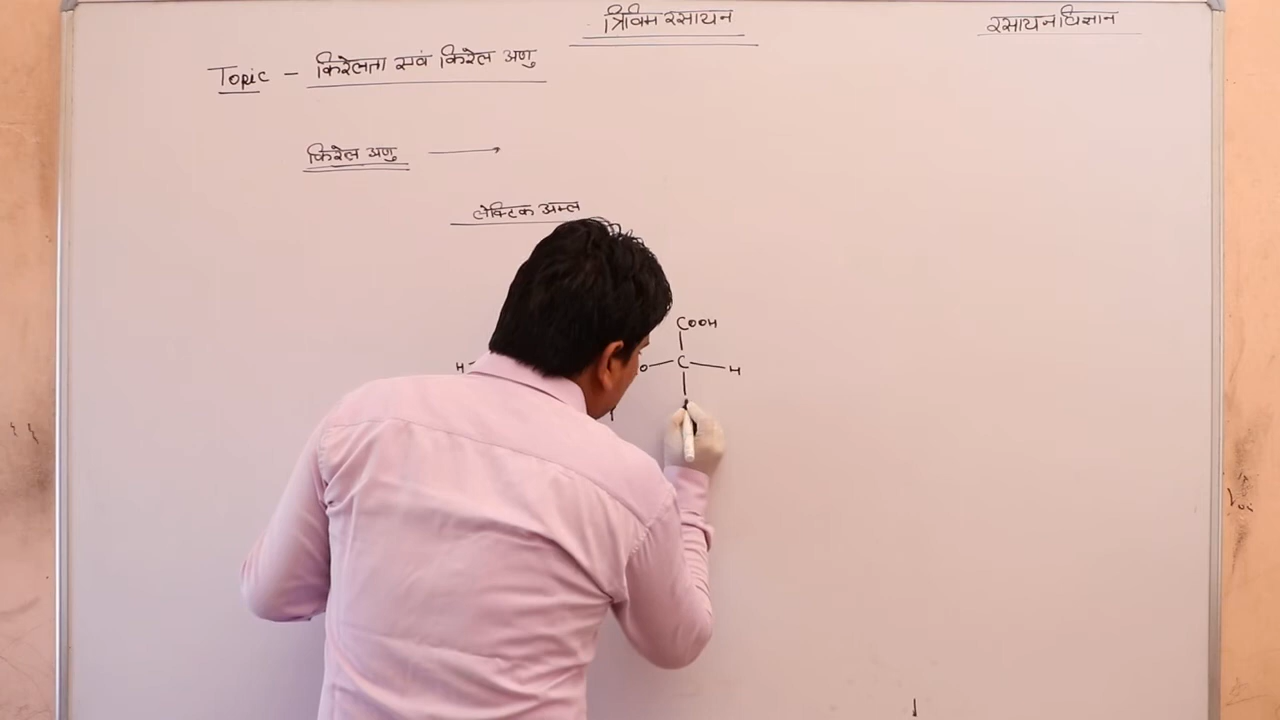 त्रिविम रसायन
रसायन विज्ञान
Topic - किरेलता एवं किरेल अणु
किरेल अणु →
लेक्टिक अम्ल
COOH
H
O — C — H